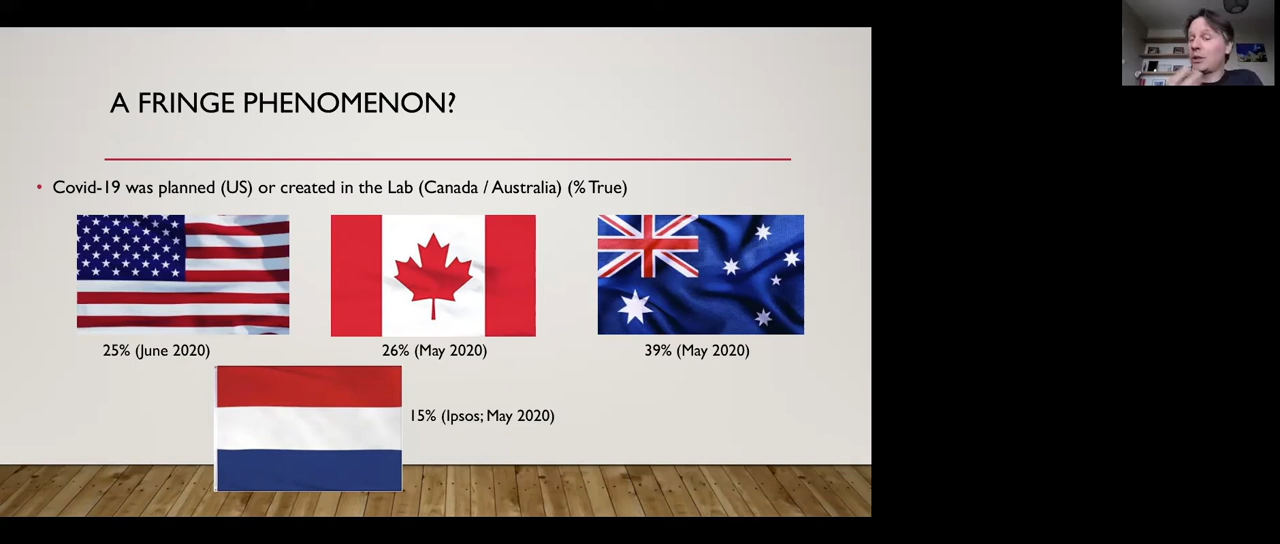 A FRINGE PHENOMENON?
• Covid-19 was planned (US) or created in the Lab (Canada / Australia) (% True)
25% (June 2020)
26% (May 2020)
39% (May 2020)
15% (Ipsos; May 2020)